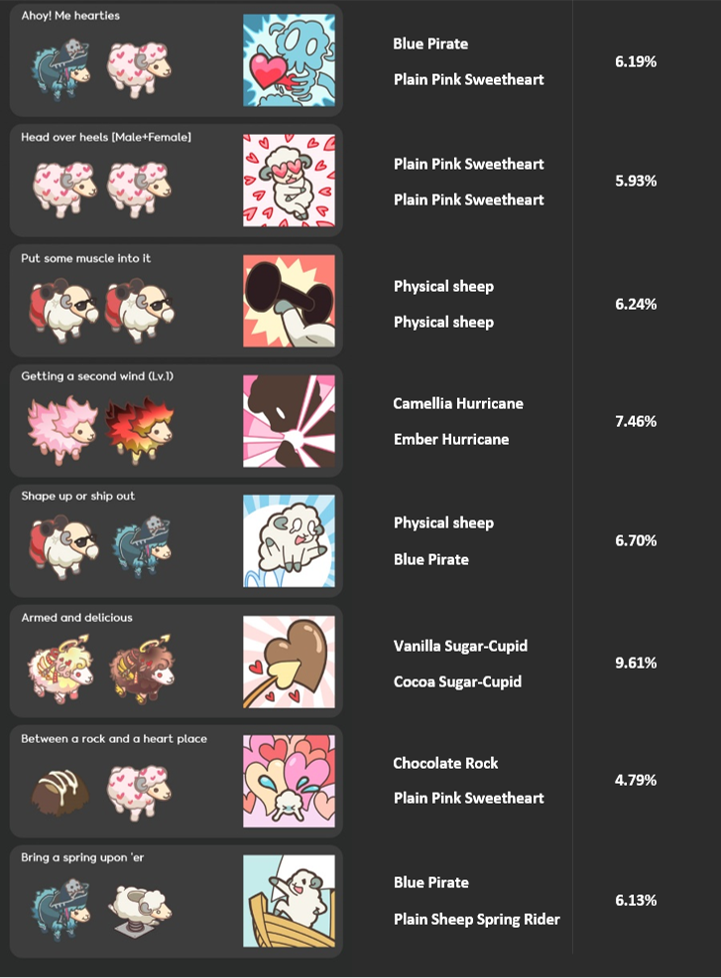 Ahoy! Me hearties
Blue Pirate
Plain Pink Sweetheart
6.19%
Head over heels [Male+Female]
Plain Pink Sweetheart
Plain Pink Sweetheart
5.93%
Put some muscle into it
Physical sheep
Physical sheep
6.24%
Getting a second wind (Lv.1)
Camellia Hurricane
Ember Hurricane
7.46%
Shape up or ship out
Physical sheep
Blue Pirate
6.70%
Armed and delicious
Vanilla Sugar-Cupid
Cocoa Sugar-Cupid
9.61%
Between a rock and a heart place
Chocolate Rock
Plain Pink Sweetheart
4.79%
Bring a spring upon 'er
Blue Pirate
Plain Sheep Spring Rider
6.13%